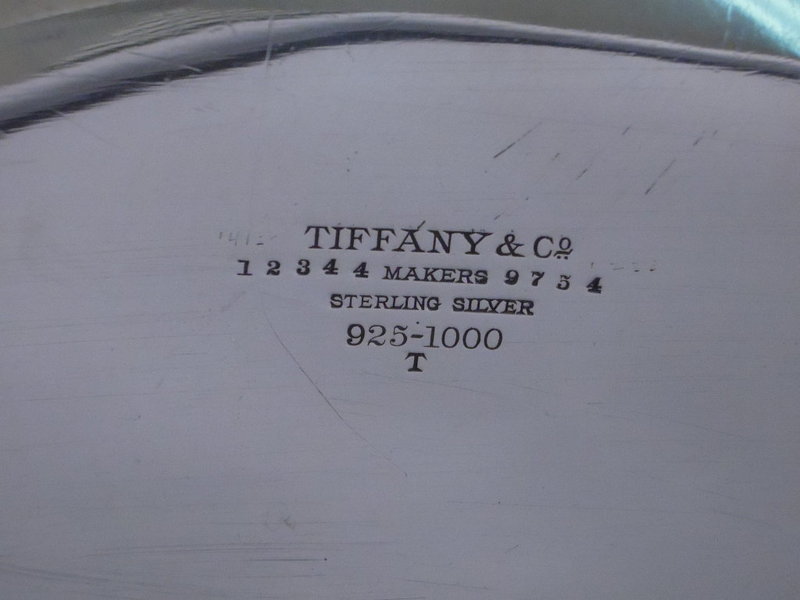 TIFFANY & Cº
12344 MAKERS 9754
STERLING SILVER
925-1000
T